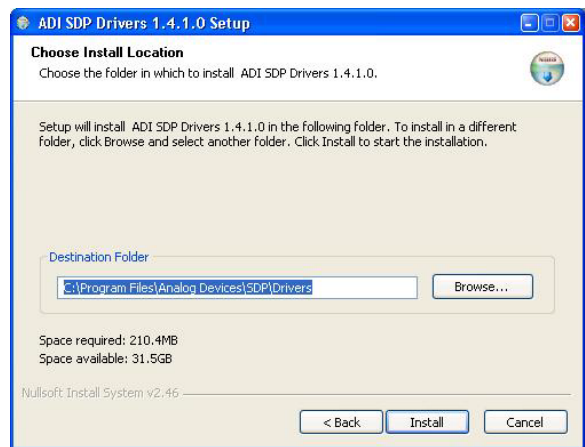 ADI SDP Drivers 1.4.1.0 Setup
Choose Install Location
Choose the folder in which to install ADI SDP Drivers 1.4.1.0.
Setup will install ADI SDP Drivers 1.4.1.0 in the following folder. To install in a different
folder, click Browse and select another folder. Click Install to start the installation.
Destination Folder
C:\Program Files\Analog Devices\SDP\Drivers
Browse...
Space required: 210.4MB
Space available: 31.5GB
Nullsoft Install System v2.46
< Back
Install
Cancel